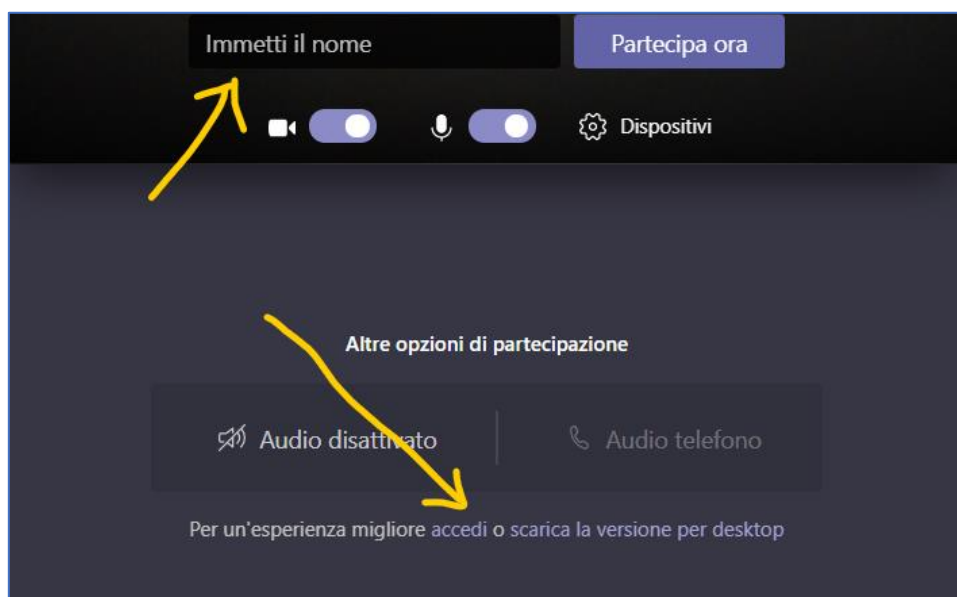 Immetti il nome
Partecipa ora
Dispositivi
Altre opzioni di partecipazione
Audio disattivato
Audio telefono
Per un'esperienza migliore accedi o scarica la versione per desktop